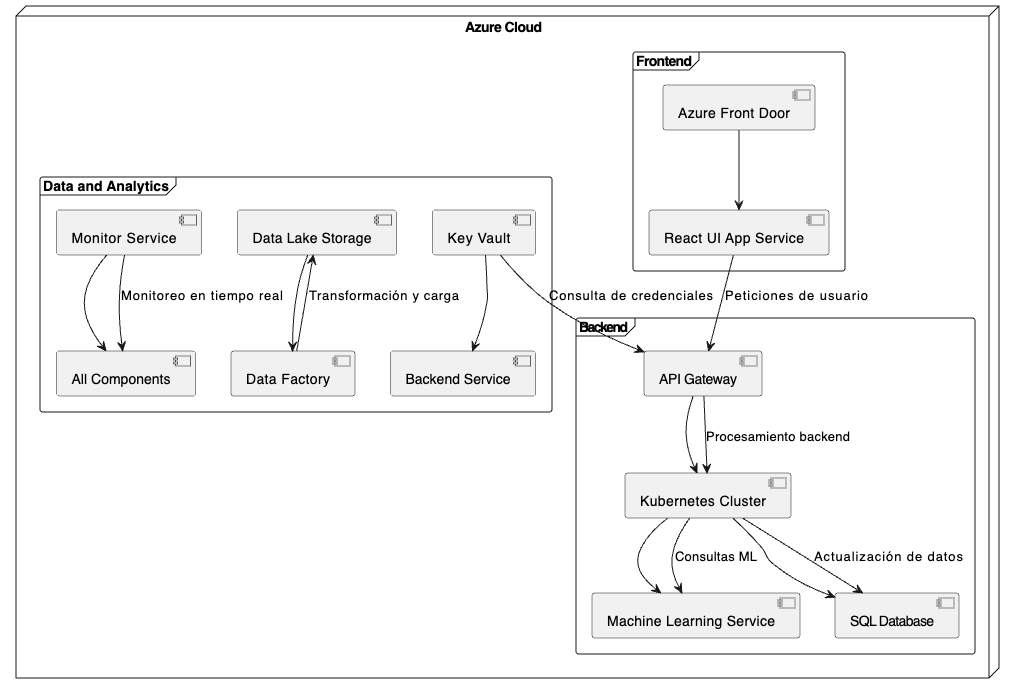 Azure Cloud
Frontend
Azure Front Door
React UI App Service
Data and Analytics
Monitor Service
Data Lake Storage
Key Vault
Monitoreo en tiempo real
Transformación y carga
Consulta de credenciales
Peticiones de usuario
All Components
Data Factory
Backend Service
Backend
API Gateway
Procesamiento backend
Kubernetes Cluster
Consultas ML
Actualización de datos
Machine Learning Service
SQL Database